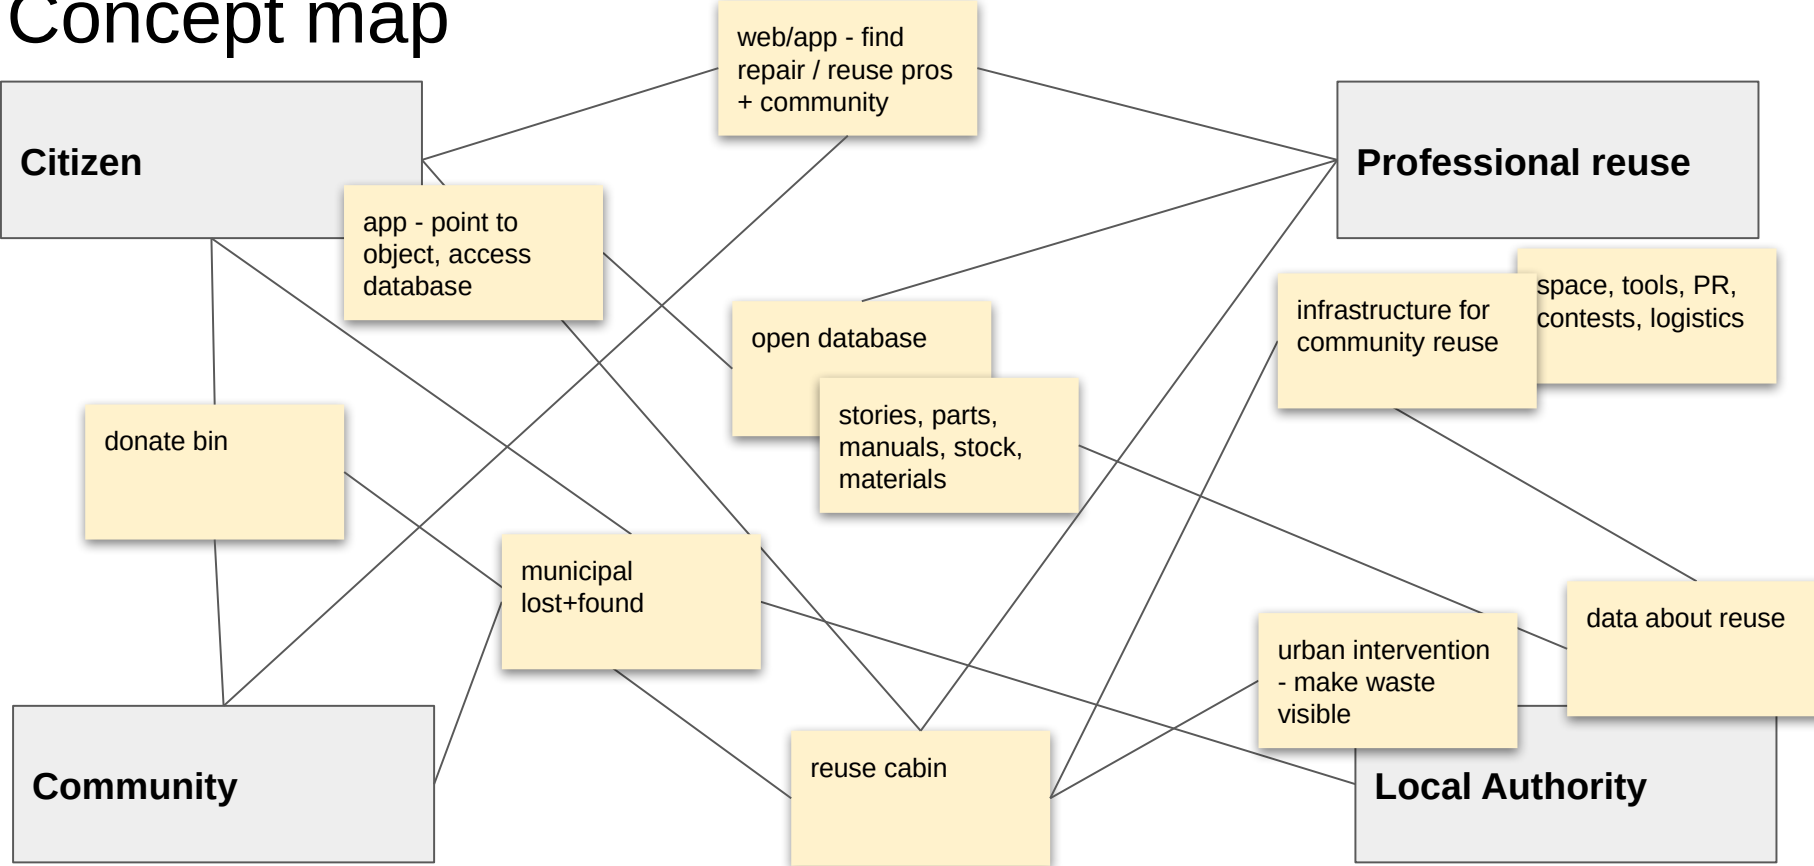 Concept map
web/app - find
repair / reuse pros
+ community
Citizen
Professional reuse
app - point to
object, access
database
space, tools, PR,
contests, logistics
infrastructure for
community reuse
open database
stories, parts,
manuals, stock,
materials
donate bin
municipal
lost+found
data about reuse
urban intervention
- make waste
visible
reuse cabin
Community
Local Authority